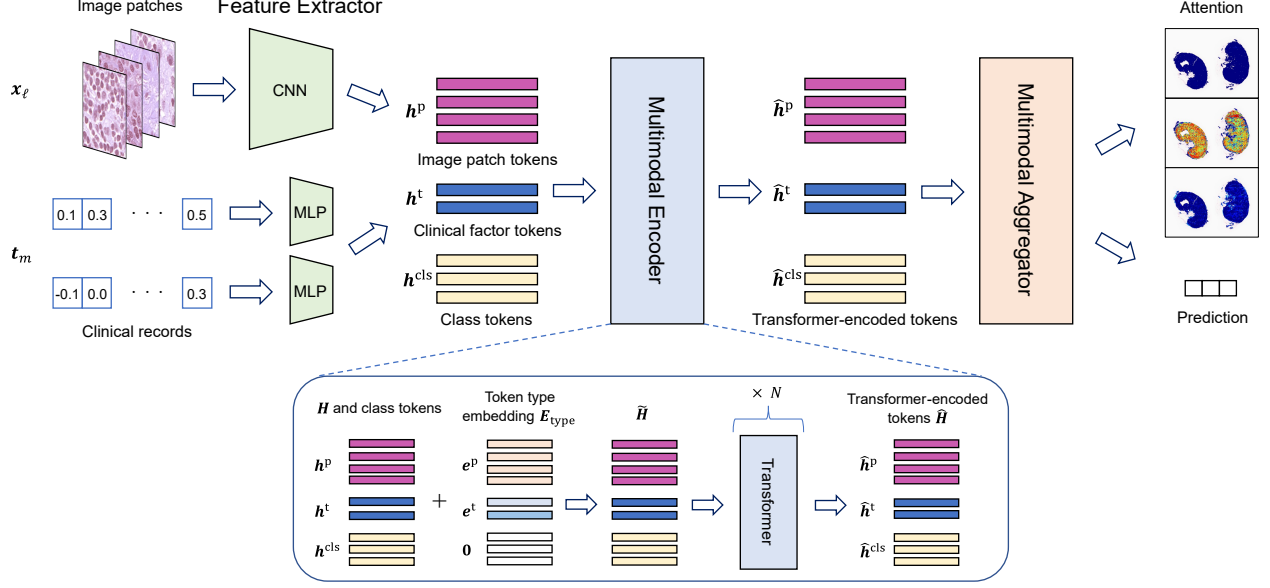 Image patches
Feature Extractor
Attention
x_ℓ
CNN
h^p
Image patch tokens
Multimodal Encoder
ĥ^p
Multimodal Aggregator
0.1 0.3 · · · 0.5
MLP
h^t
Clinical factor tokens
ĥ^t
t_m
-0.1 0.0 · · · 0.3
MLP
h^cls
Class tokens
ĥ^cls
Transformer-encoded tokens
Clinical records
Prediction
H and class tokens
Token type
embedding E_type
H̃
× N
Transformer-encoded
tokens Ĥ
h^p
e^p
ĥ^p
h^t
+
e^t
Transformer
ĥ^t
h^cls
0
ĥ^cls